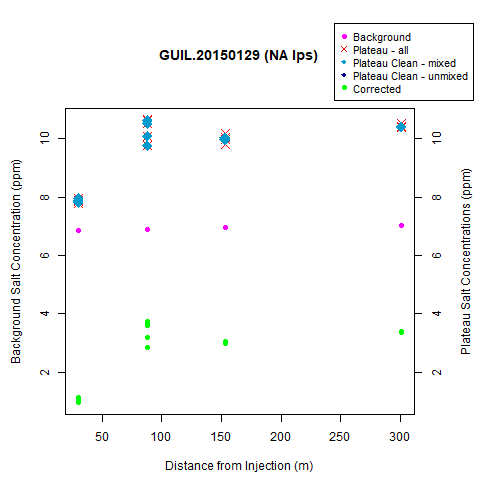 GUIL.20150129 (NA lps)
Background
Plateau - all
Plateau Clean - mixed
Plateau Clean - unmixed
Corrected
Background Salt Concentration (ppm)
10
8
6
4
2
10
8
6
4
2
Plateau Salt Concentrations (ppm)
50 100 150 200 250 300
Distance from Injection (m)